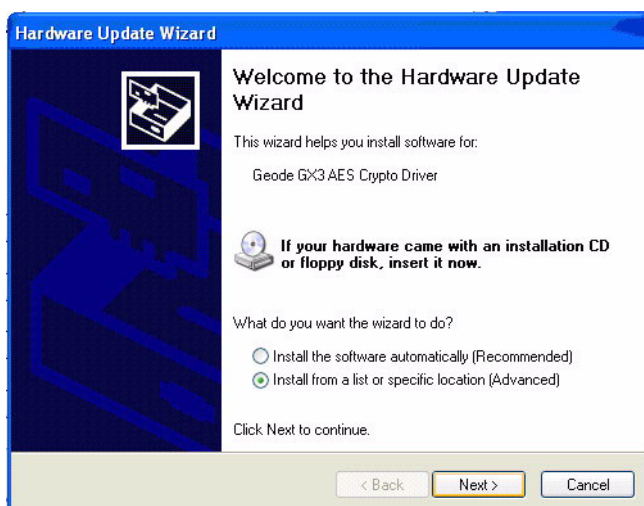 Hardware Update Wizard
Welcome to the Hardware Update
Wizard
This wizard helps you install software for:
Geode GX3 AES Crypto Driver
If your hardware came with an installation CD
or floppy disk, insert it now.
What do you want the wizard to do?
Install the software automatically (Recommended)
Install from a list or specific location (Advanced)
Click Next to continue.
< Back Next > Cancel